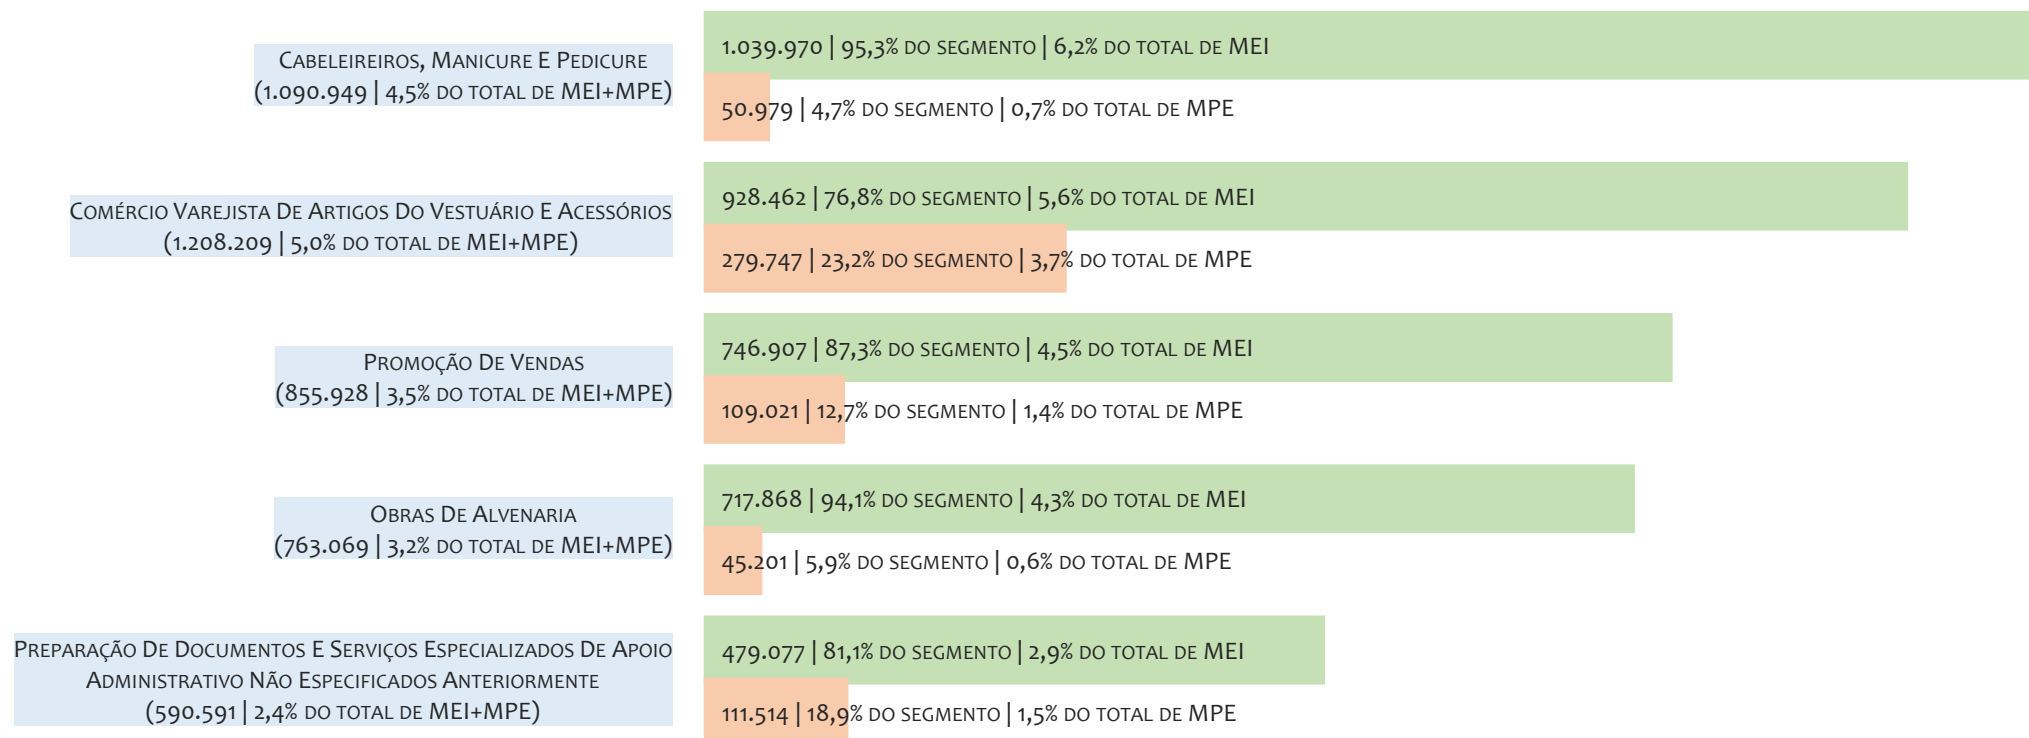 Cabeleireiros, Manicure E Pedicure
(1.090.949 | 4,5% do total de MEI+MPE)
1.039.970 | 95,3% do segmento | 6,2% do total de MEI
50.979 | 4,7% do segmento | 0,7% do total de MPE
Comércio Varejista De Artigos Do Vestuário E Acessórios
(1.208.209 | 5,0% do total de MEI+MPE)
928.462 | 76,8% do segmento | 5,6% do total de MEI
279.747 | 23,2% do segmento | 3,7% do total de MPE
Promoção De Vendas
(855.928 | 3,5% do total de MEI+MPE)
746.907 | 87,3% do segmento | 4,5% do total de MEI
109.021 | 12,7% do segmento | 1,4% do total de MPE
Obras De Alvenaria
(763.069 | 3,2% do total de MEI+MPE)
717.868 | 94,1% do segmento | 4,3% do total de MEI
45.201 | 5,9% do segmento | 0,6% do total de MPE
Preparação De Documentos E Serviços Especializados De Apoio
Administrativo Não Especificados Anteriormente
(590.591 | 2,4% do total de MEI+MPE)
479.077 | 81,1% do segmento | 2,9% do total de MEI
111.514 | 18,9% do segmento | 1,5% do total de MPE